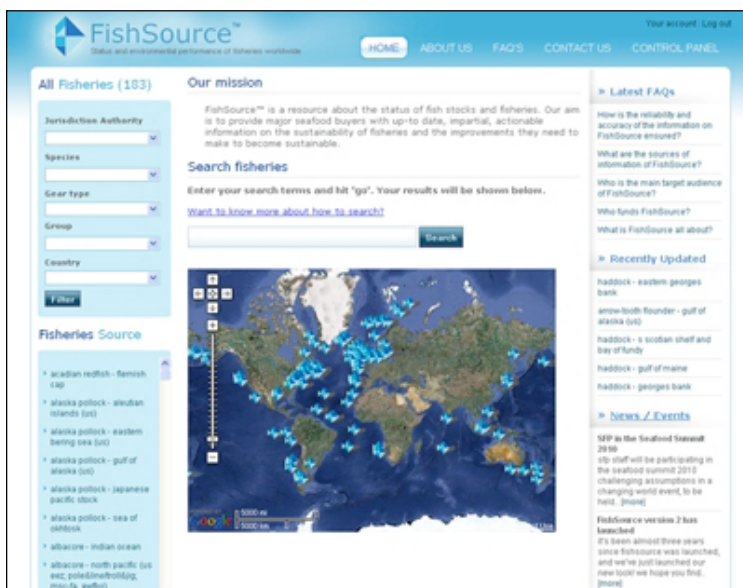 FishSource™
Status and environmental performance of fisheries worldwide
Your account Log out
HOME
ABOUT US
FAQ'S
CONTACT US
CONTROL PANEL
All Fisheries (183)
Jurisdiction Authority
Species
Gear type
Group
Country
Filter
Fisheries Source
acadian redfish - flemish
cap
alaska pollock - aleutian
islands (us)
alaska pollock - eastern
bering sea (us)
alaska pollock - gulf of
alaska (us)
alaska pollock - japanese
pacific stock
alaska pollock - sea of
okhtosk
albacore - indian ocean
albacore - north pacific (us
Our mission
FishSource™ is a resource about the status of fish stocks and fisheries. Our aim
is to provide major seafood buyers with up-to date, impartial, actionable
information on the sustainability of fisheries and the improvements they need to
make to become sustainable.
Search fisheries
Enter your search terms and hit 'go'. Your results will be shown below.
Want to know more about how to search?
Search
Google
5000 mi
5000 km
Use
» Latest FAQs
How is the reliability and
accuracy of the information on
FishSource ensured?
What are the sources of
information of FishSource?
Who is the main target audience
of FishSource?
Who funds FishSource?
What is FishSource all about?
» Recently Updated
haddock - eastern georges
bank
arrow-tooth flounder - gulf of
alaska (us)
haddock - s scotian shelf and
bay of fundy
haddock - gulf of maine
haddock - georges bank
» News / Events
SFP in the Seafood Summit
2010
sfp staff will be participating in
the seafood summit 2010
challenging assumptions in a
changing world event, to be
held.. [more]
FishSource version 2 has
launched
it's been almost three years
since fishsource was launched,
and we've just launched our
new look! we hope you find..
[more]